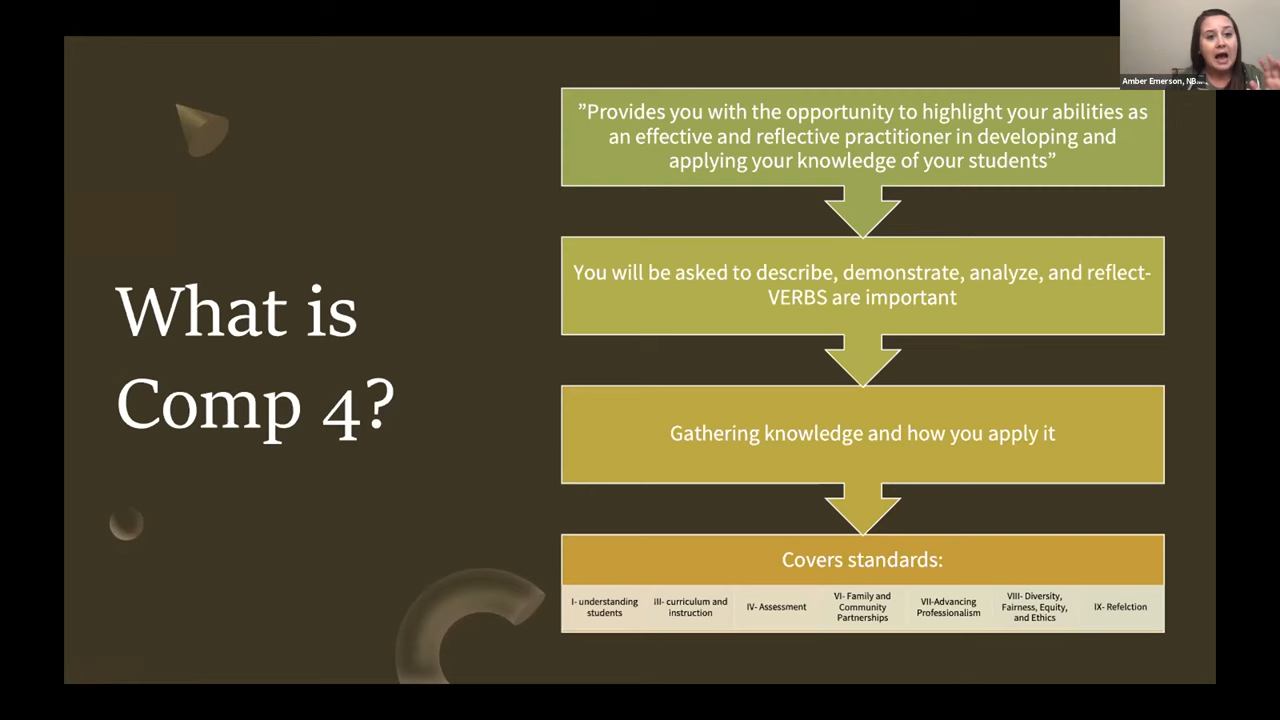 Amber Emerson, NB...
”Provides you with the opportunity to highlight your abilities as
an effective and reflective practitioner in developing and
applying your knowledge of your students”
You will be asked to describe, demonstrate, analyze, and reflect-
VERBS are important
What is
Comp 4?
Gathering knowledge and how you apply it
Covers standards:
I- understanding
students
III- curriculum and
instruction
IV- Assessment
VI- Family and
Community
Partnerships
VII-Advancing
Professionalism
VIII- Diversity,
Fairness, Equity,
and Ethics
IX- Refelction